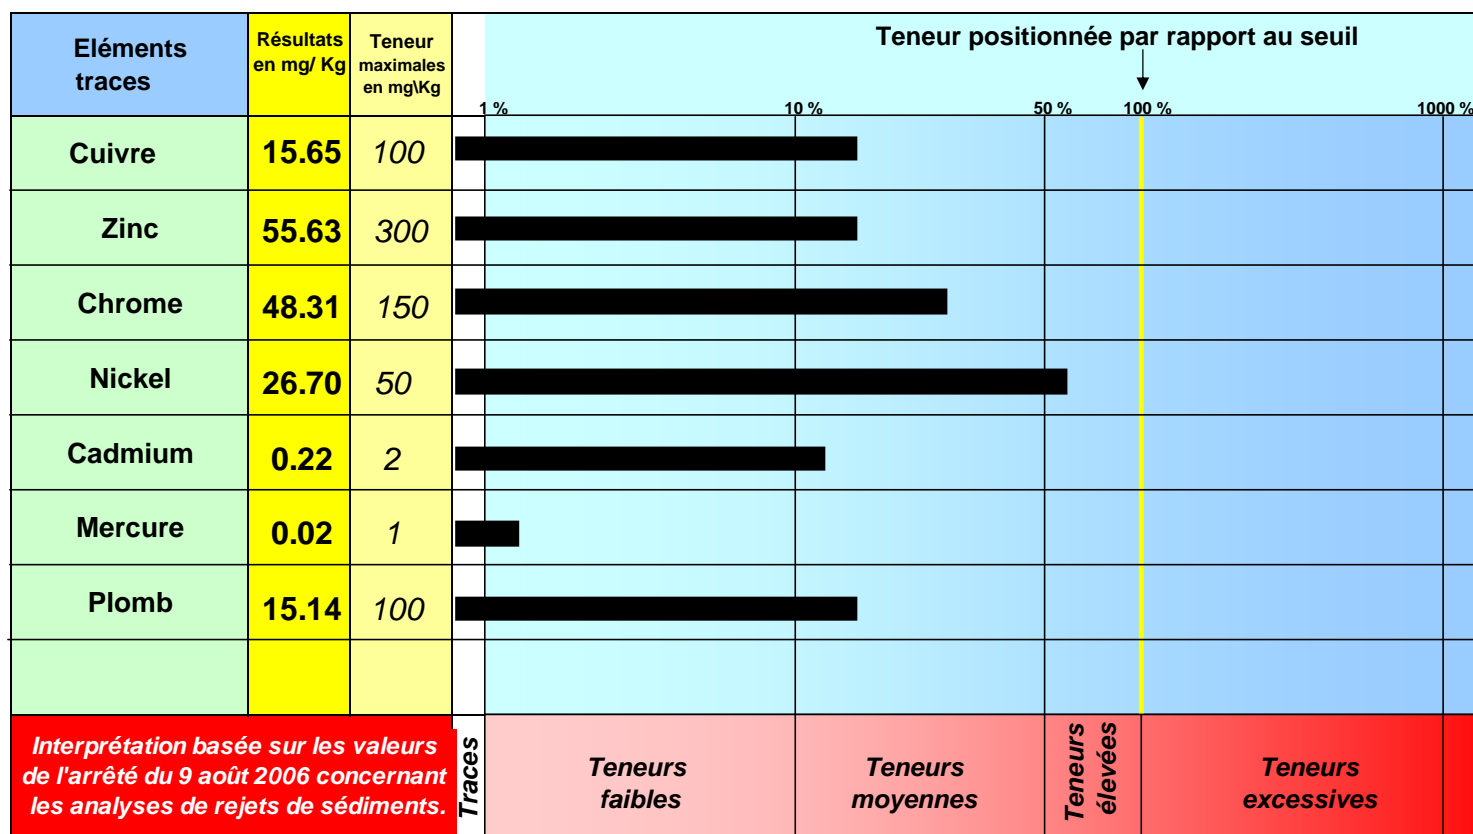 Eléments
traces
Résultats
en mg/ Kg
Teneur
maximales
en mg\Kg
Teneur positionnée par rapport au seuil
1 %
10 %
50 %
100 %
1000 %
Cuivre 15.65 100
Zinc 55.63 300
Chrome 48.31 150
Nickel 26.70 50
Cadmium 0.22 2
Mercure 0.02 1
Plomb 15.14 100
Interprétation basée sur les valeurs
de l'arrêté du 9 août 2006 concernant
les analyses de rejets de sédiments.
Traces
Teneurs
faibles
Teneurs
moyennes
Teneurs
élevées
Teneurs
excessives